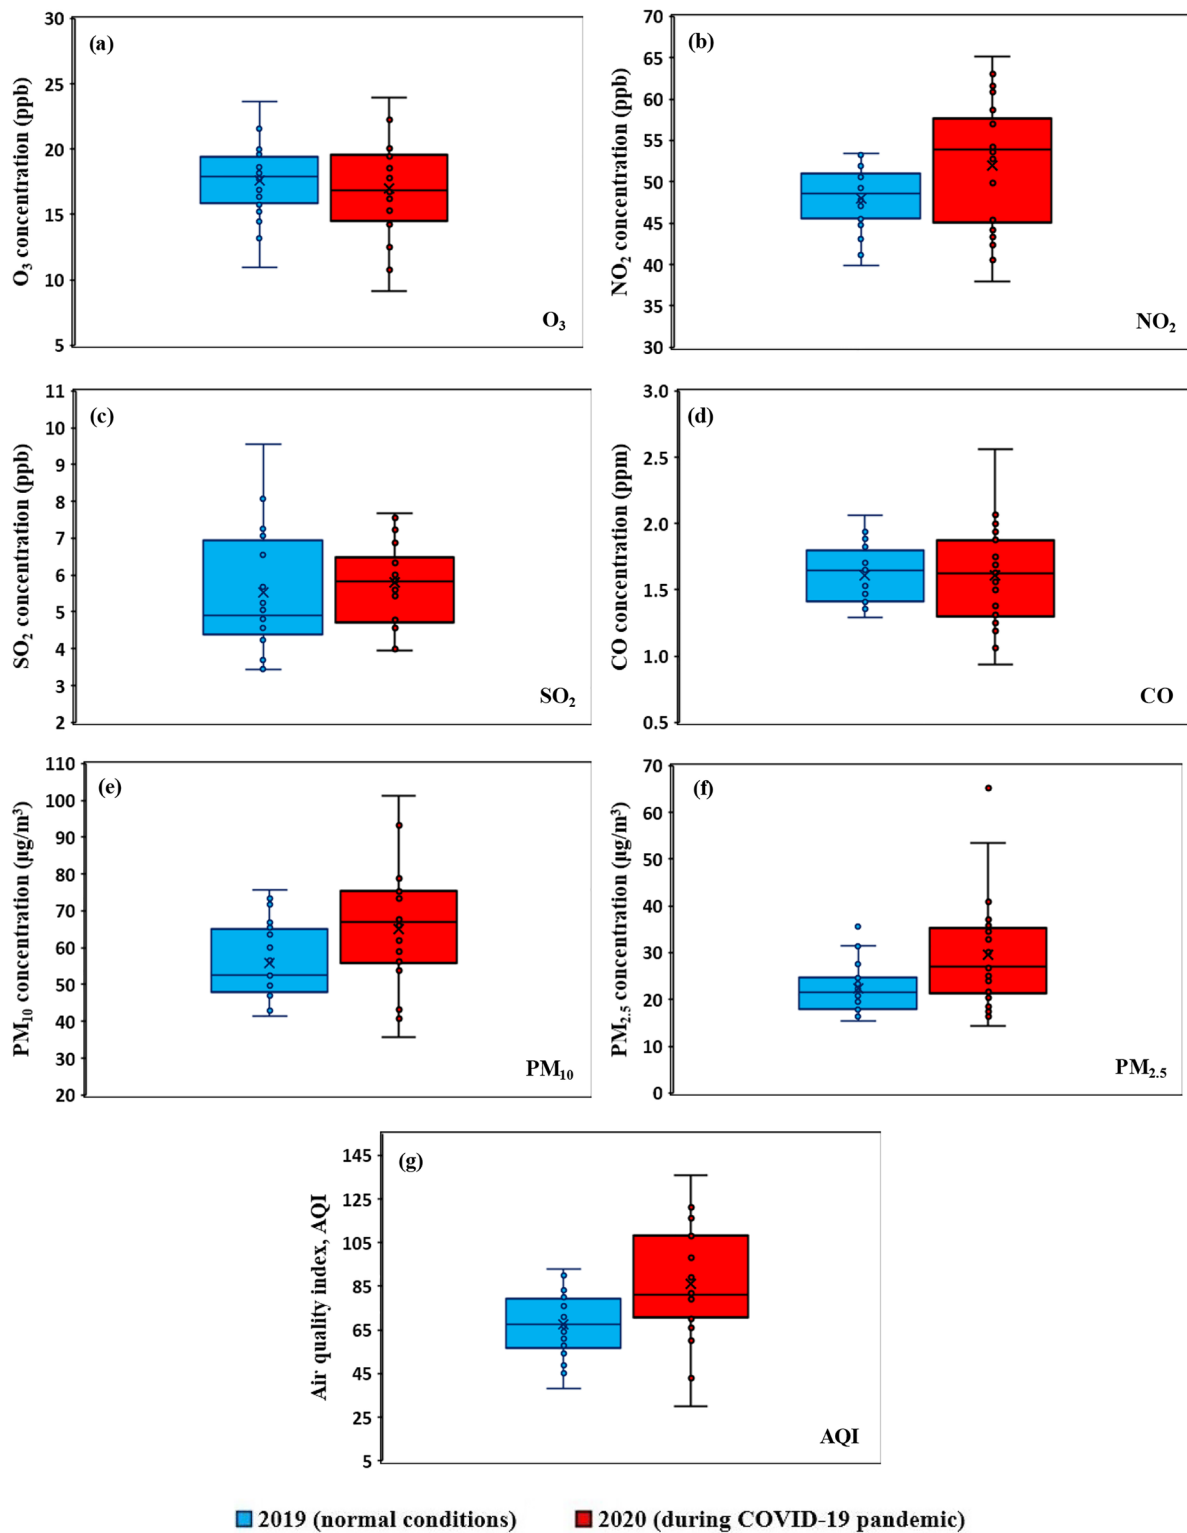 (a)
O₃ concentration (ppb)
30
25
20
15
10
5
O₃
(b)
NO₂ concentration (ppb)
70
65
60
55
50
45
40
35
30
NO₂
(c)
SO₂ concentration (ppb)
11
10
9
8
7
6
5
4
3
2
SO₂
(d)
CO concentration (ppm)
3.0
2.5
2.0
1.5
1.0
0.5
CO
(e)
PM₁₀ concentration (µg/m³)
110
100
90
80
70
60
50
40
30
20
PM₁₀
(f)
PM₂.₅ concentration (µg/m³)
70
60
50
40
30
20
10
0
PM₂.₅
(g)
Air quality index, AQI
145
125
105
85
65
45
25
5
AQI
2019 (normal conditions)
2020 (during COVID-19 pandemic)